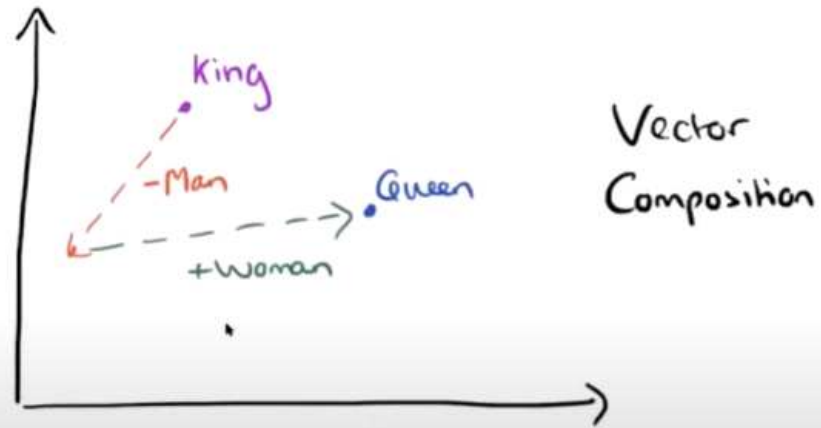 King
-Man
Queen
+Woman
Vector
Composition